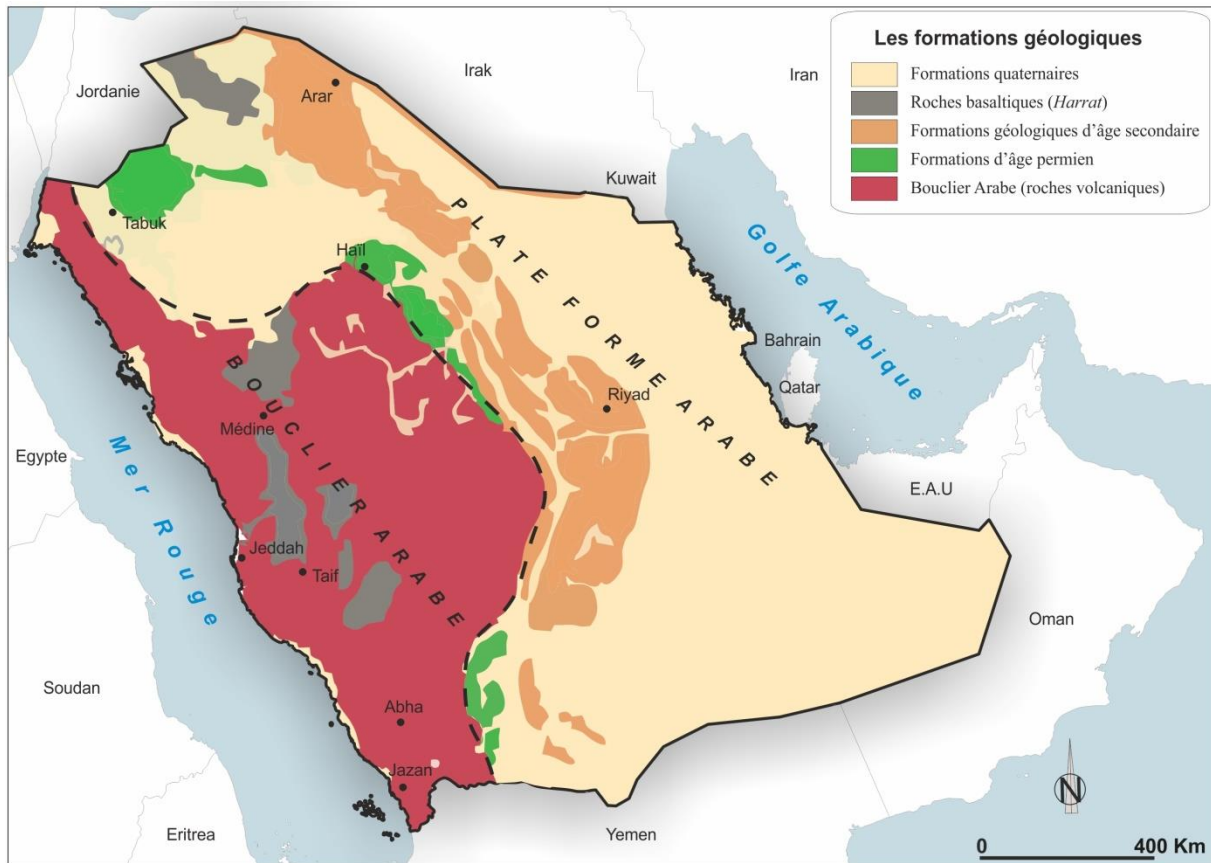 Les formations géologiques
Formations quaternaires
Roches basaltiques (Harrat)
Formations géologiques d'âge secondaire
Formations d'âge permien
Bouclier Arabe (roches volcaniques)
Jordanie
Irak
Iran
Arar
Kuwait
Tabuk
Haïl
PLATE FORME ARABE
Golfe Arabique
Bahrain
Qatar
Riyad
BOUCLIER ARABE
Médine
Egypte
Mer Rouge
E.A.U
Jeddah
Taif
Oman
Soudan
Abha
Jazan
Eritrea
Yemen
N
0 400 Km